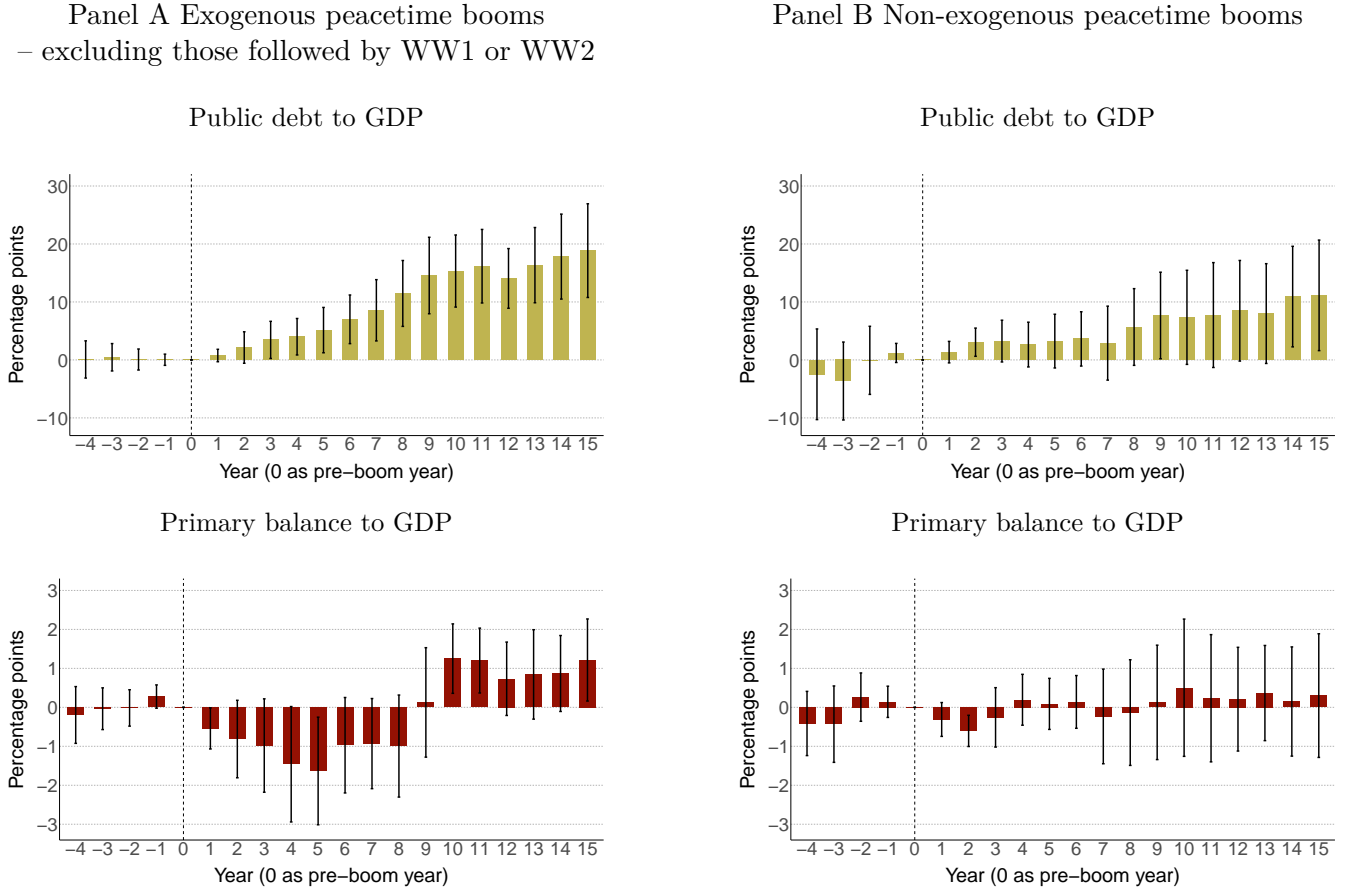 Panel A Exogenous peacetime booms
– excluding those followed by WW1 or WW2
Public debt to GDP
Percentage points
30
20
10
0
−10
−4 −3 −2 −1 0 1 2 3 4 5 6 7 8 9 10 11 12 13 14 15
Year (0 as pre−boom year)
Primary balance to GDP
Percentage points
3
2
1
0
−1
−2
−3
−4 −3 −2 −1 0 1 2 3 4 5 6 7 8 9 10 11 12 13 14 15
Year (0 as pre−boom year)
Panel B Non-exogenous peacetime booms
Public debt to GDP
Percentage points
30
20
10
0
−10
−4 −3 −2 −1 0 1 2 3 4 5 6 7 8 9 10 11 12 13 14 15
Year (0 as pre−boom year)
Primary balance to GDP
Percentage points
3
2
1
0
−1
−2
−3
−4 −3 −2 −1 0 1 2 3 4 5 6 7 8 9 10 11 12 13 14 15
Year (0 as pre−boom year)